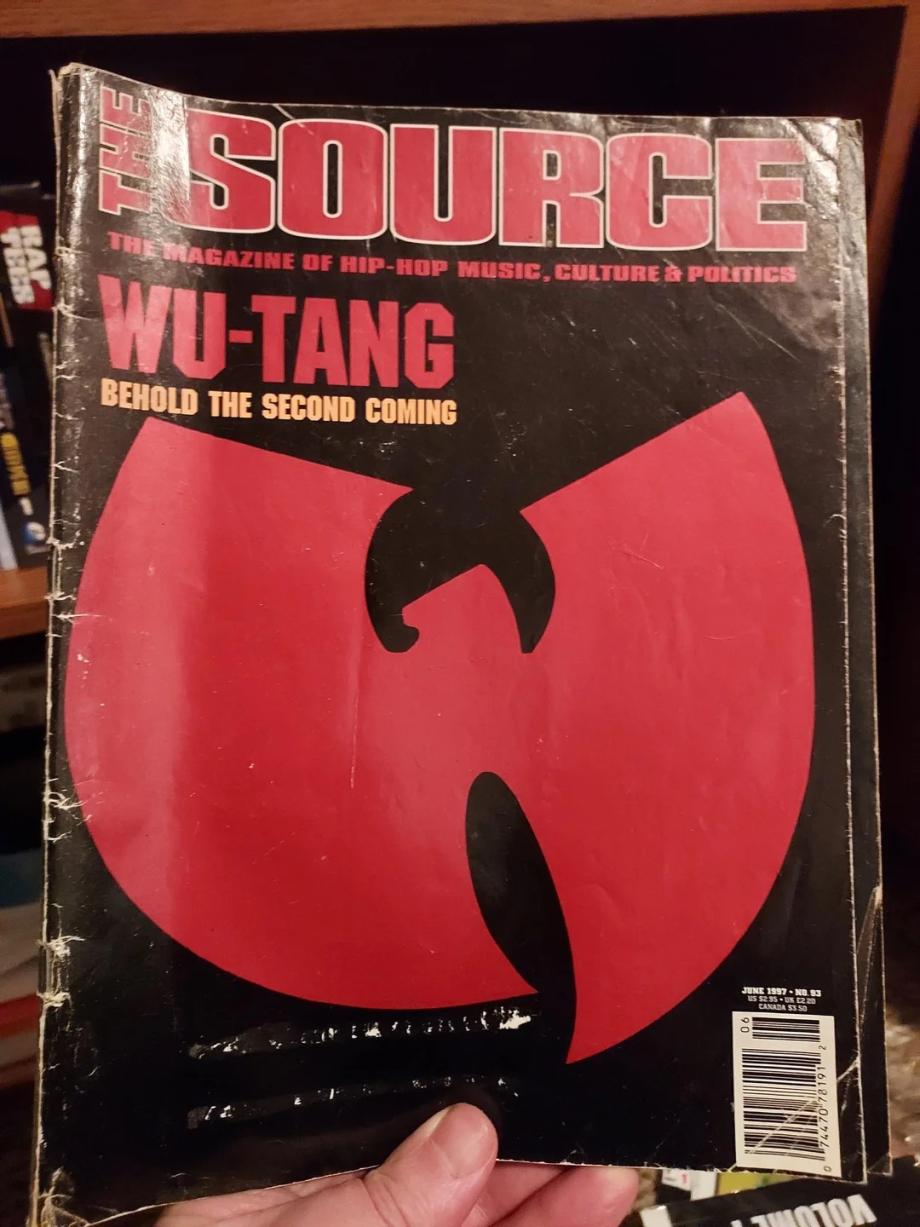 THE SOURCE
THE MAGAZINE OF HIP-HOP MUSIC, CULTURE & POLITICS
WU-TANG
BEHOLD THE SECOND COMING
JUNE 1997 • NO. 93
US $2.95 • UK £2.20
CANADA $3.50
06
0 74470 78191 2
VOLUME